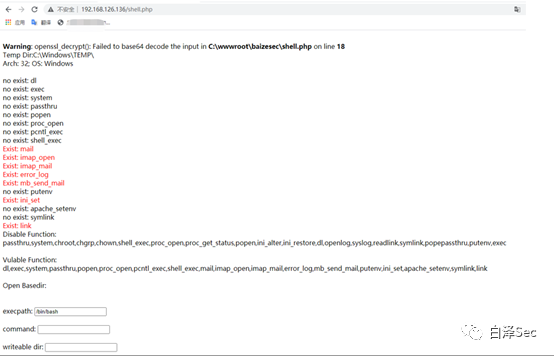 不安全 | 192.168.126.136/shell.php
应用
翻译
Warning: openssl_decrypt(): Failed to base64 decode the input in C:\wwwroot\baizesec\shell.php on line 18
Temp Dir:C:\Windows\TEMP\
Arch: 32; OS: Windows
no exist: dl
no exist: exec
no exist: system
no exist: passthru
no exist: popen
no exist: proc_open
no exist: pcntl_exec
no exist: shell_exec
Exist: mail
Exist: imap_open
Exist: imap_mail
Exist: error_log
Exist: mb_send_mail
no exist: putenv
Exist: ini_set
no exist: apache_setenv
no exist: symlink
Exist: link
Disable Function:
passthru,system,chroot,chgrp,chown,shell_exec,proc_open,proc_get_status,popen,ini_alter,ini_restore,dl,openlog,syslog,readlink,symlink,popepassthru,putenv,exec
Vulable Function:
dl,exec,system,passthru,popen,proc_open,pcntl_exec,shell_exec,mail,imap_open,imap_mail,error_log,mb_send_mail,putenv,ini_set,apache_setenv,symlink,link
Open Basedir:
execpath: /bin/bash
command:
writeable dir:
白泽Sec